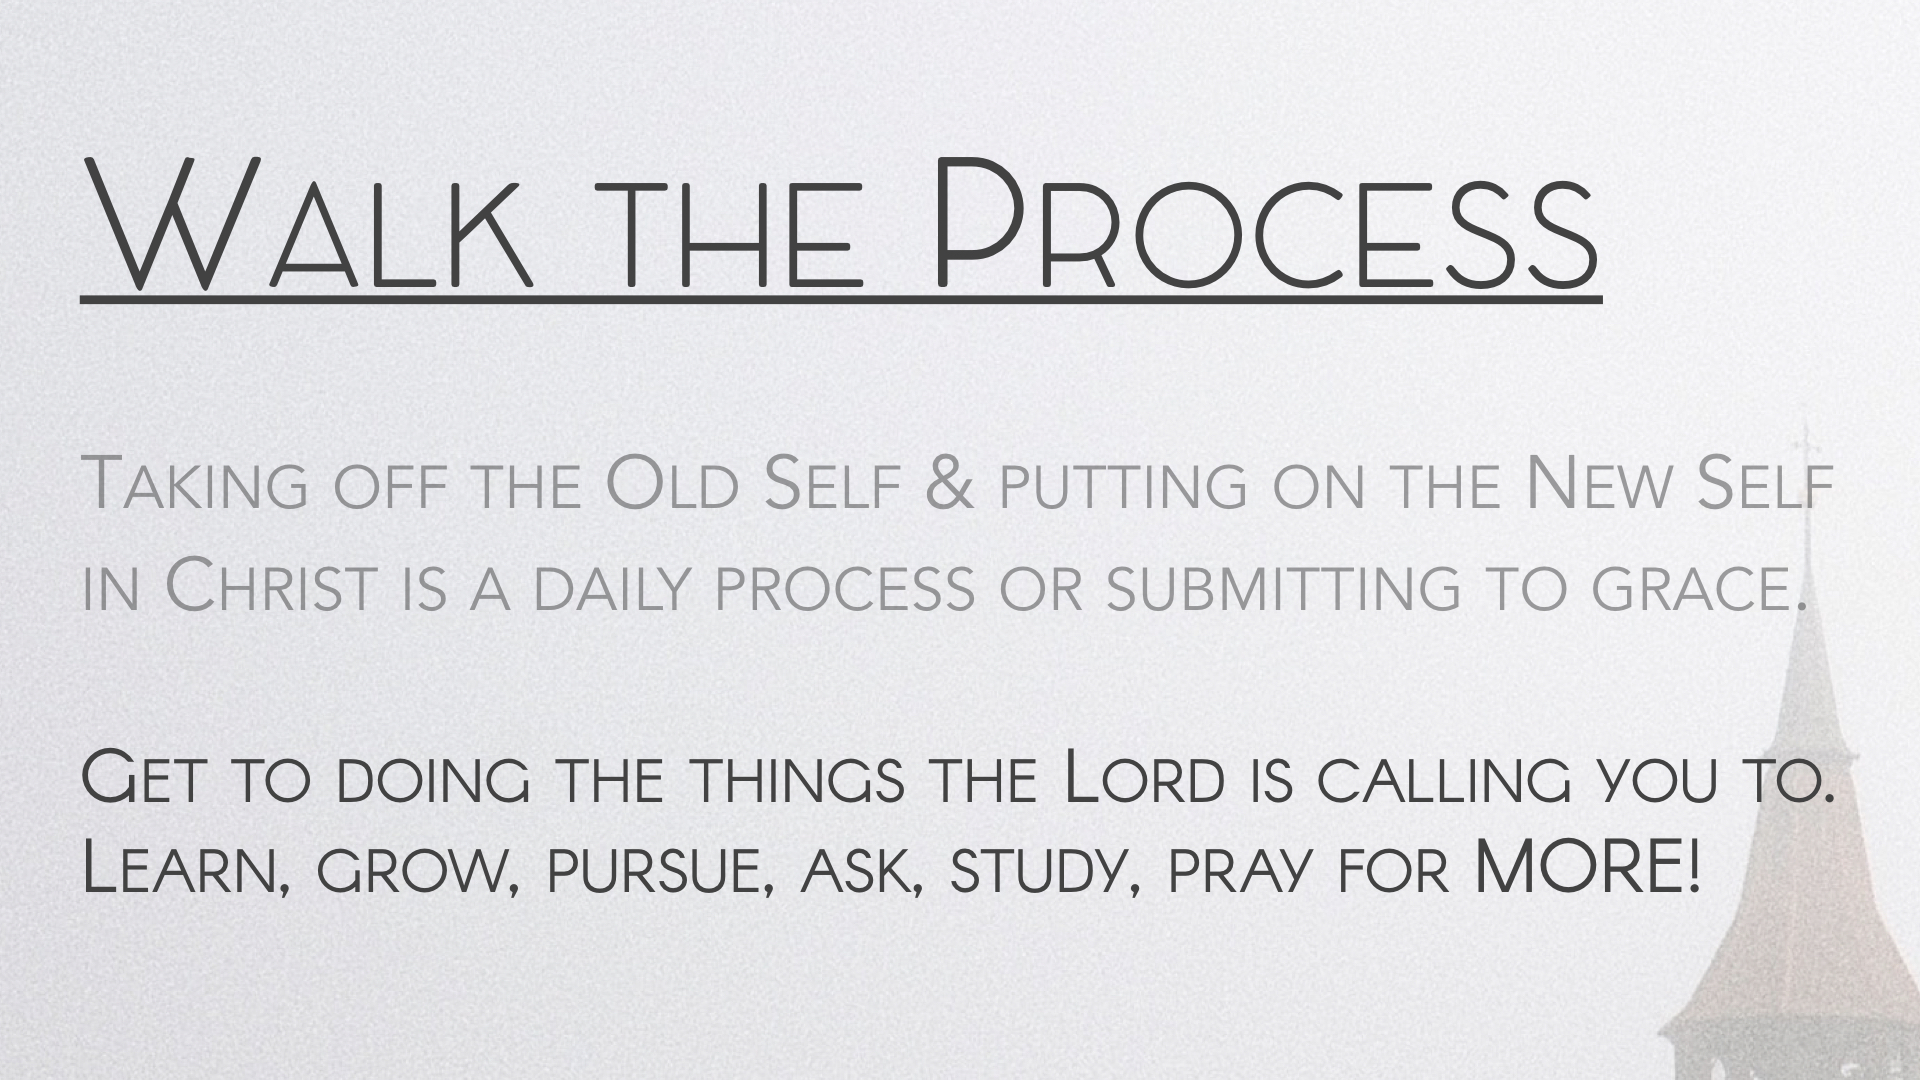 Walk the Process
Taking off the Old Self & putting on the New Self
in Christ is a daily process or submitting to grace.
Get to doing the things the Lord is calling you to.
Learn, grow, pursue, ask, study, pray for MORE!